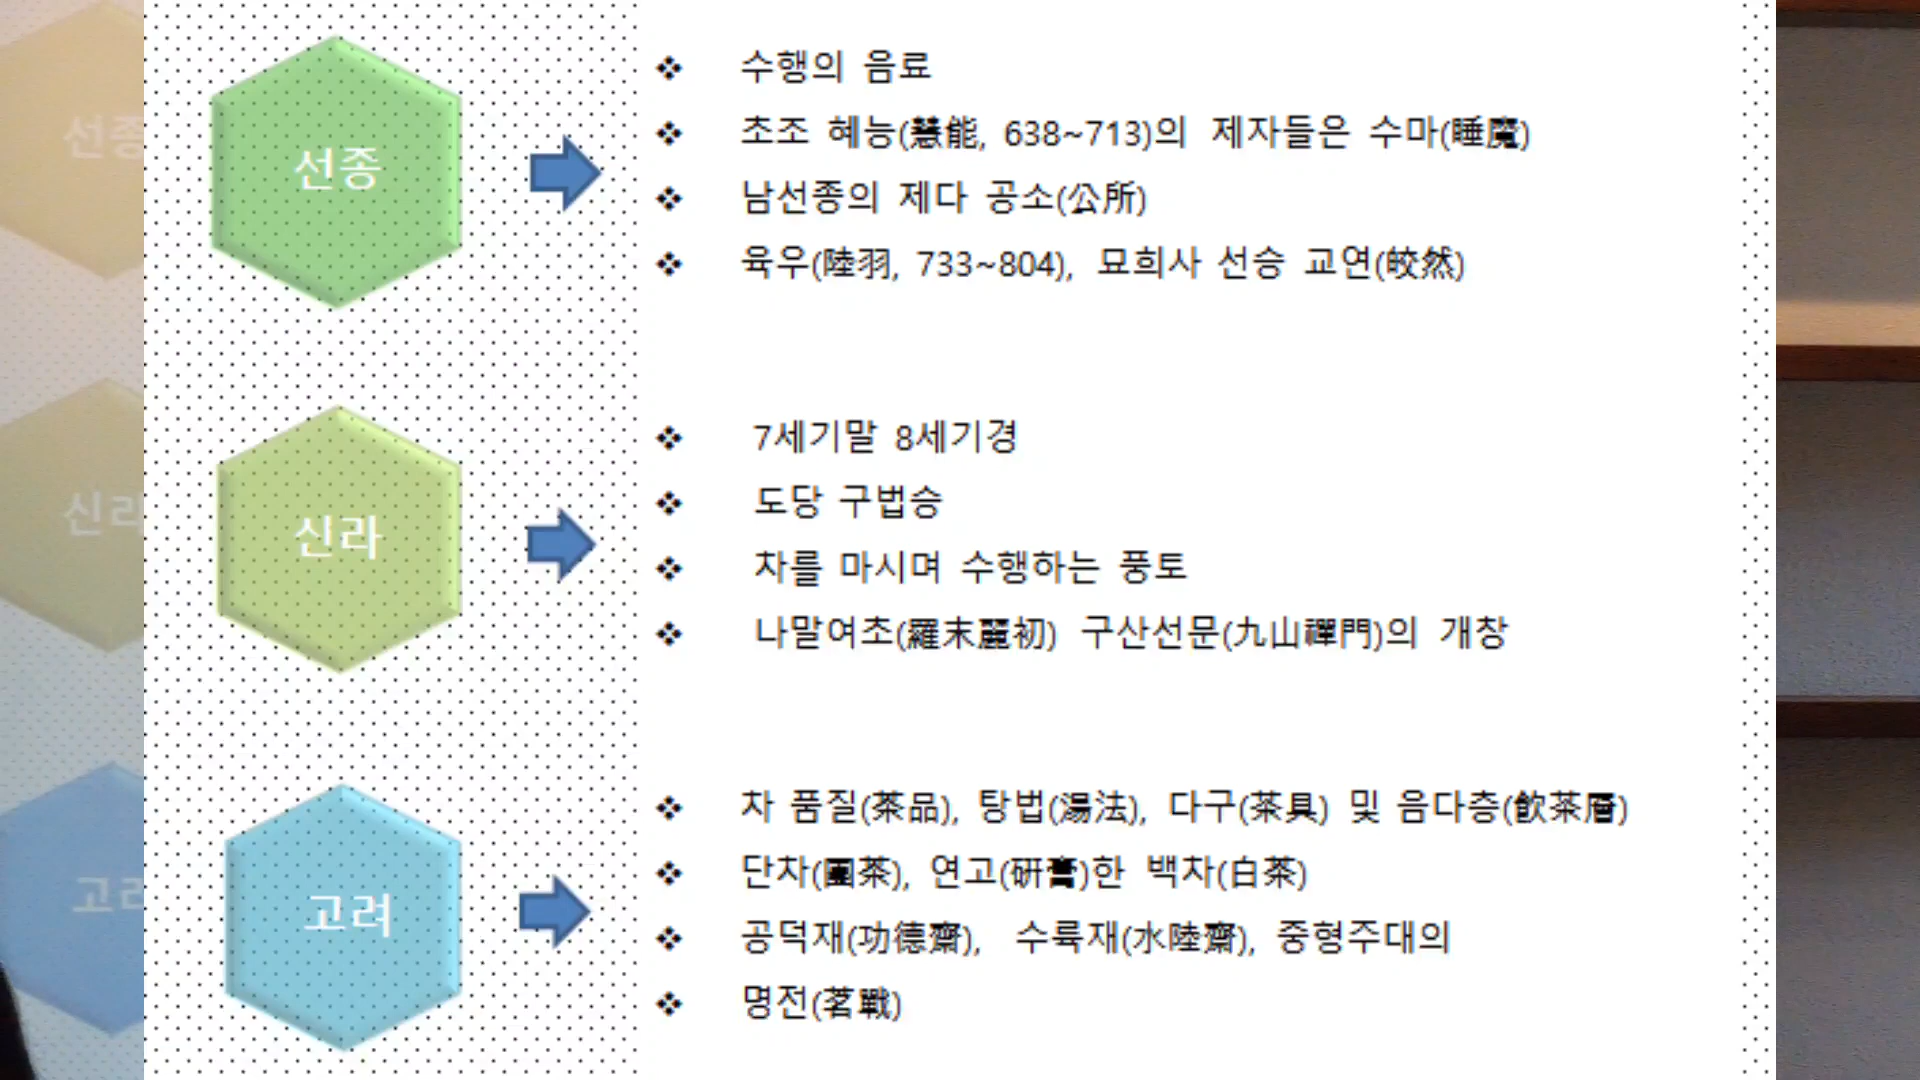 선종
수행의 음료
초조 혜능(慧能, 638~713)의 제자들은 수마(睡魔)
남선종의 제다 공소(公所)
육우(陸羽, 733~804), 묘희사 선승 교연(皎然)
신라
7세기말 8세기경
도당 구법승
차를 마시며 수행하는 풍토
나말여초(羅末麗初) 구산선문(九山禪門)의 개창
고려
차 품질(茶品), 탕법(湯法), 다구(茶具) 및 음다층(飮茶層)
단차(團茶), 연고(硏膏)한 백차(白茶)
공덕재(功德齋), 수륙재(水陸齋), 중형주대의
명전(茗戰)
선종
신라
고려